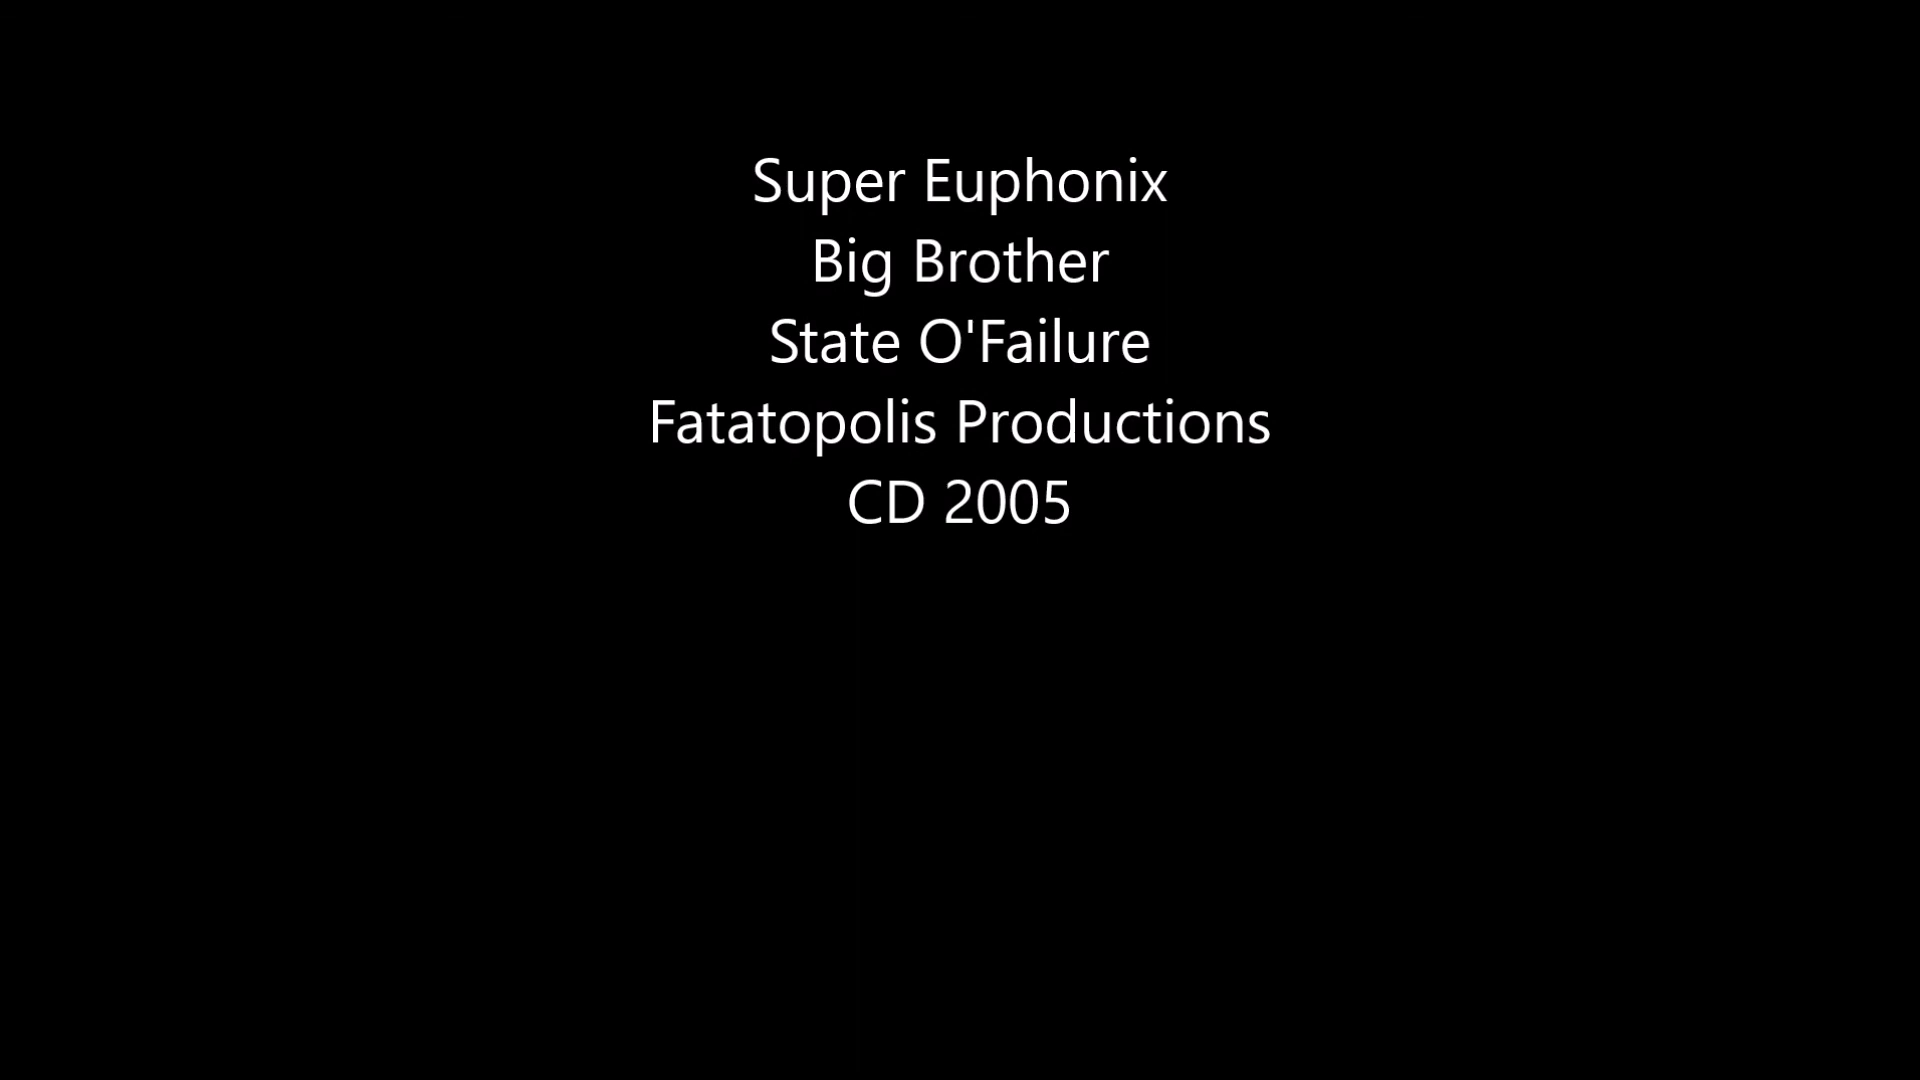 Super Euphonix
Big Brother
State O'Failure
Fatatopolis Productions
CD 2005